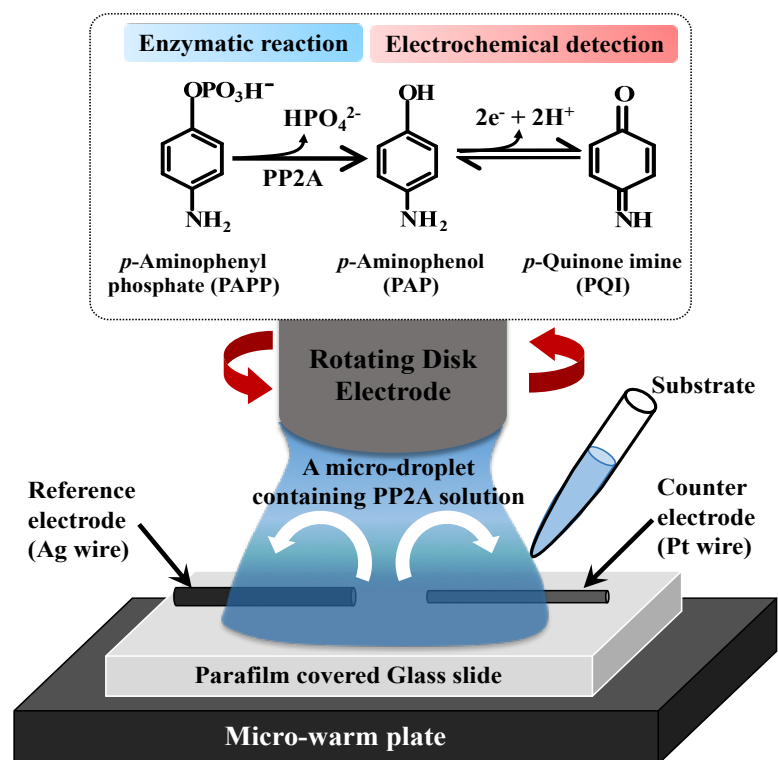 Enzymatic reaction
Electrochemical detection
OPO₃H⁻
NH₂
HPO₄²⁻
PP2A
OH
NH₂
2e⁻ + 2H⁺
O
NH
p-Aminophenyl
phosphate (PAPP)
p-Aminophenol
(PAP)
p-Quinone imine
(PQI)
Rotating Disk
Electrode
Substrate
A micro-droplet
containing PP2A solution
Reference
electrode
(Ag wire)
Counter
electrode
(Pt wire)
Parafilm covered Glass slide
Micro-warm plate